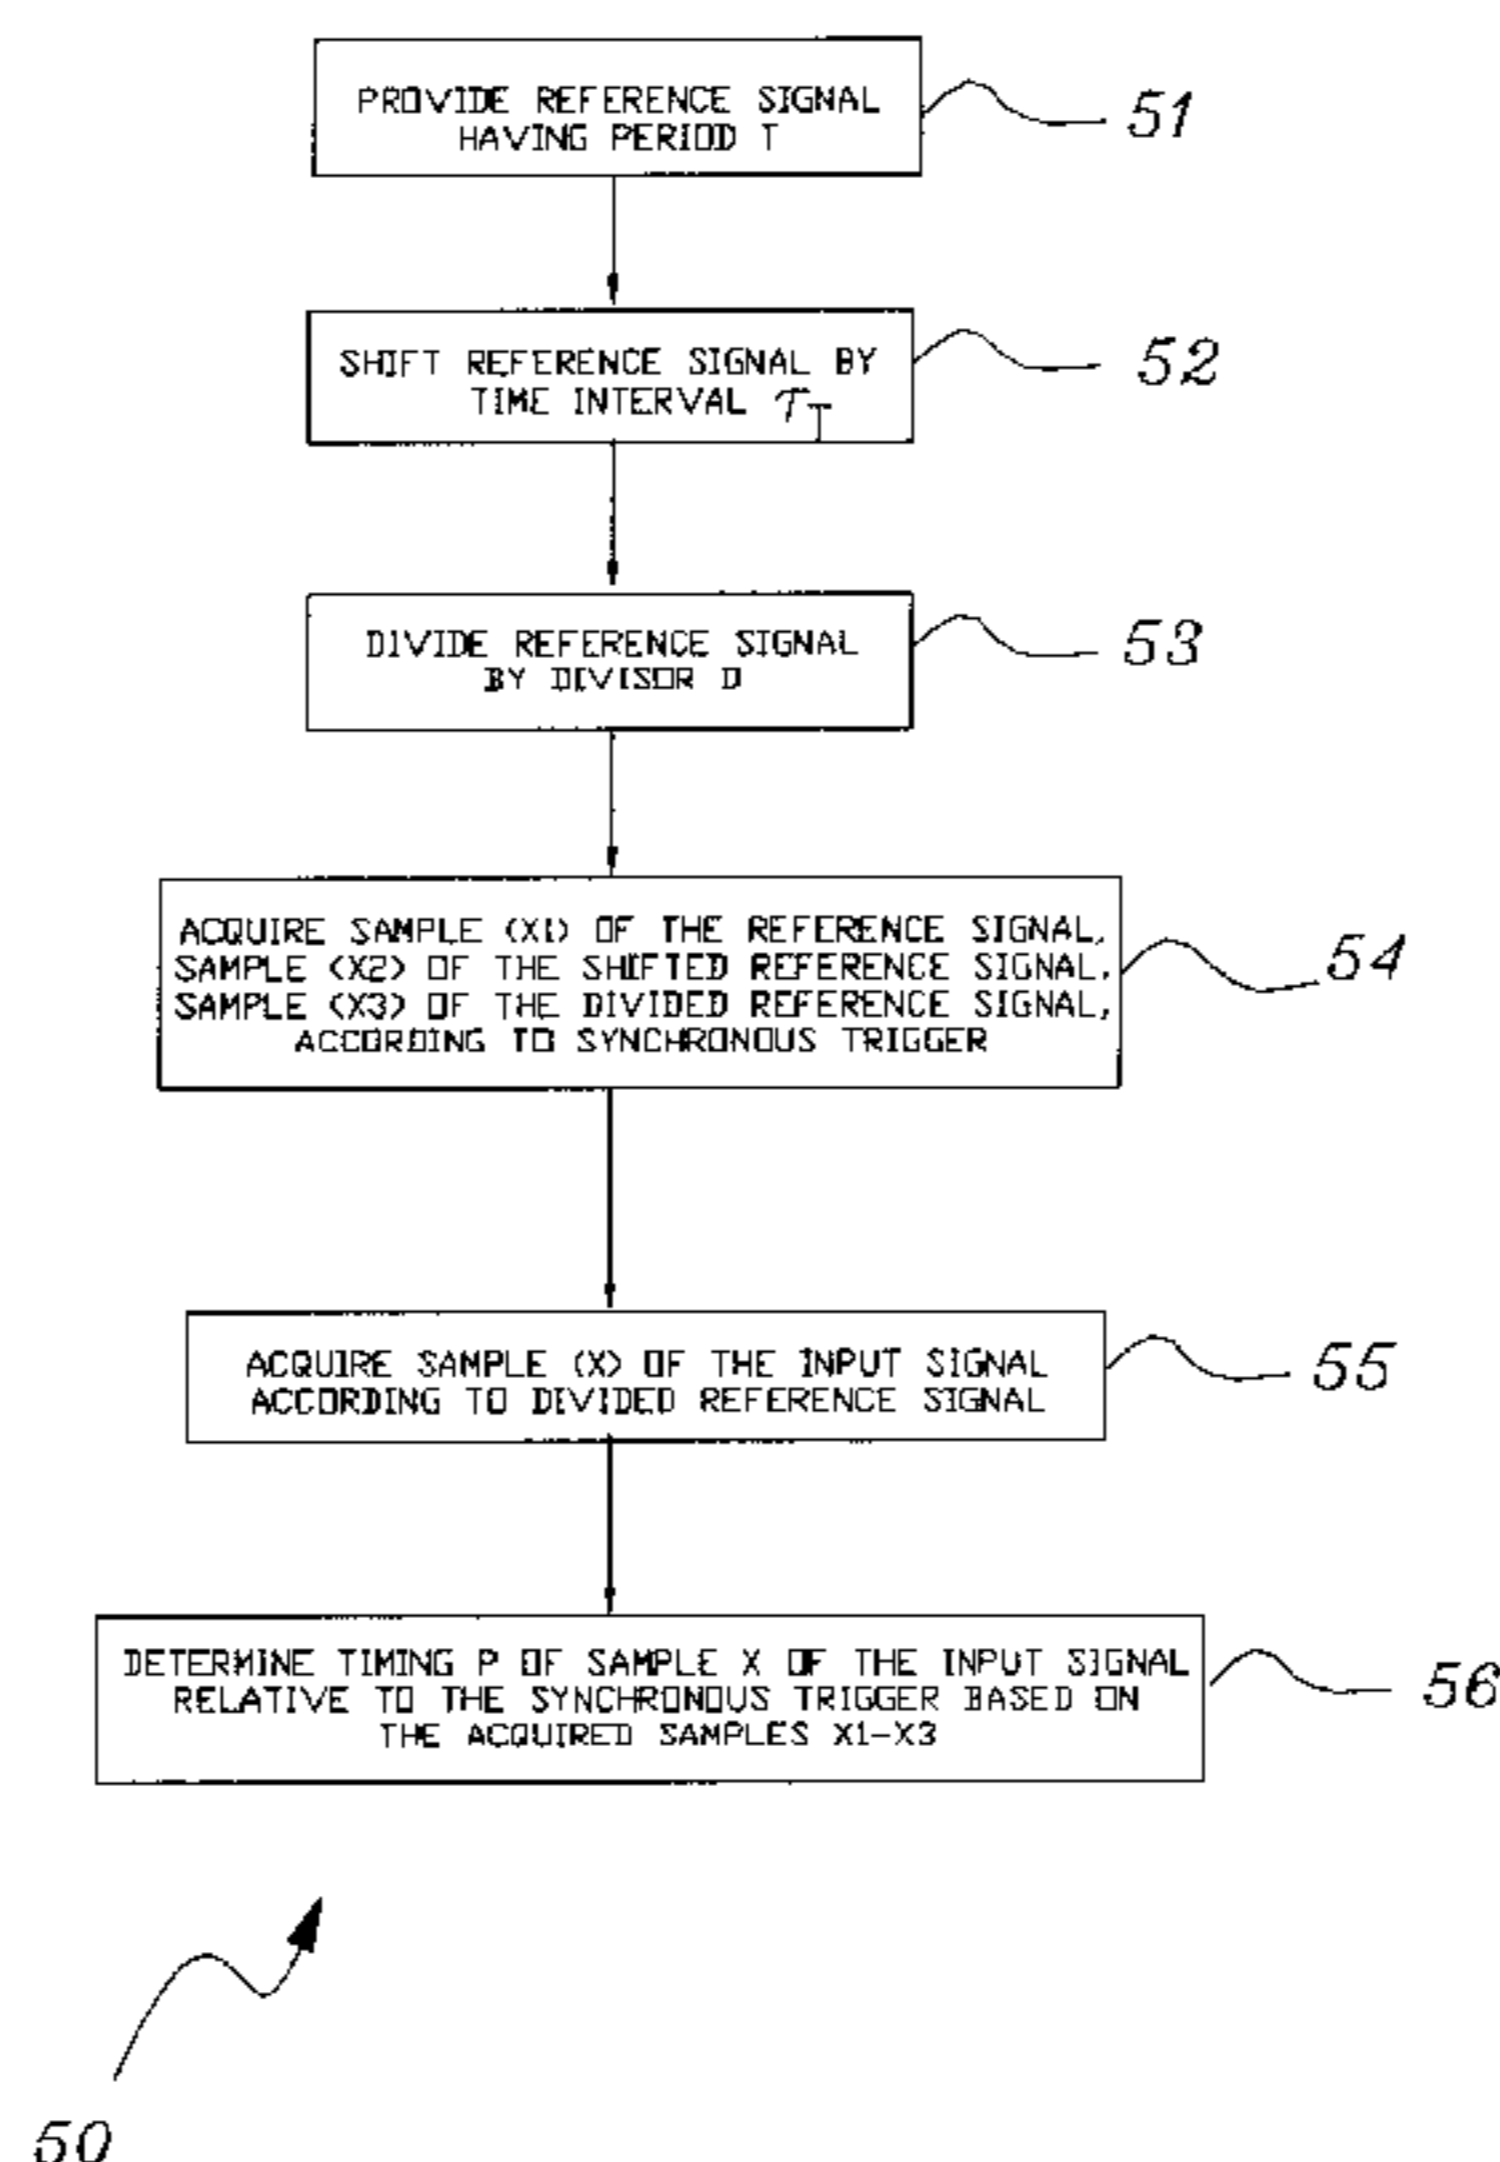 PROVIDE REFERENCE SIGNAL
HAVING PERIOD T
51
SHIFT REFERENCE SIGNAL BY
TIME INTERVAL τT
52
DIVIDE REFERENCE SIGNAL
BY DIVISOR D
53
ACQUIRE SAMPLE (X1) OF THE REFERENCE SIGNAL,
SAMPLE (X2) OF THE SHIFTED REFERENCE SIGNAL,
SAMPLE (X3) OF THE DIVIDED REFERENCE SIGNAL,
ACCORDING TO SYNCHRONOUS TRIGGER
54
ACQUIRE SAMPLE (X) OF THE INPUT SIGNAL
ACCORDING TO DIVIDED REFERENCE SIGNAL
55
DETERMINE TIMING P OF SAMPLE X OF THE INPUT SIGNAL
RELATIVE TO THE SYNCHRONOUS TRIGGER BASED ON
THE ACQUIRED SAMPLES X1-X3
56
50